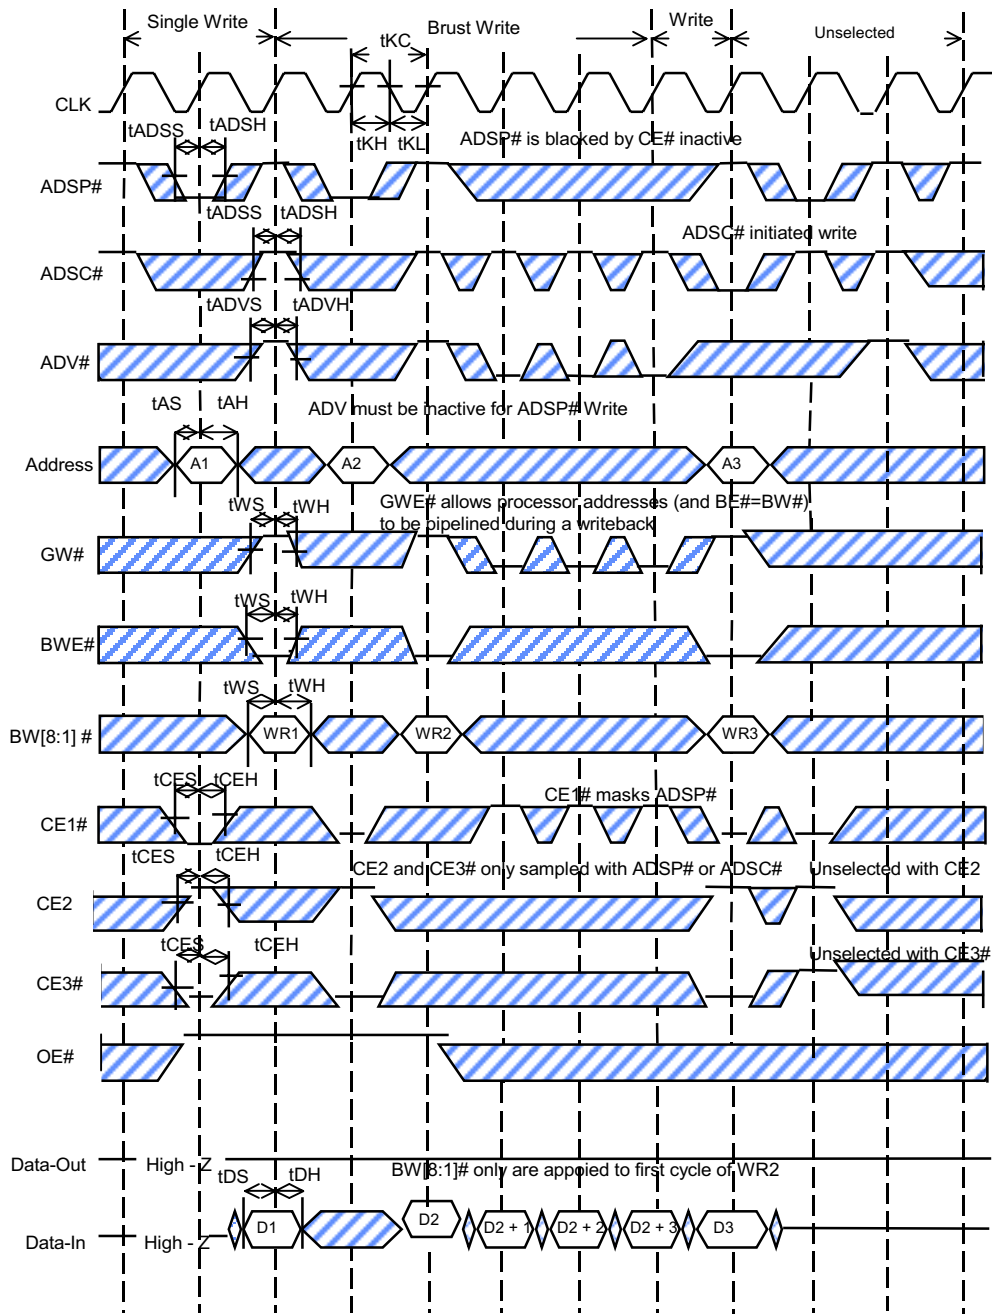 Single Write
Brust Write
Write
Unselected
tKC
CLK
tADSS
tADSH
tKH
tKL
ADSP# is blacked by CE# inactive
ADSP#
tADSS
tADSH
ADSC# initiated write
ADSC#
tADVS
tADVH
ADV#
tAS
tAH
ADV must be inactive for ADSP# Write
Address
A1
A2
A3
GWE# allows processor addresses (and BE#=BW#)
to be pipelined during a writeback
tWS
tWH
GW#
tWS
tWH
BWE#
tWS
tWH
BW[8:1] #
WR1
WR2
WR3
tCES
tCEH
CE1# masks ADSP#
CE1#
tCES
tCEH
CE2 and CE3# only sampled with ADSP# or ADSC#
Unselected with CE2
CE2
tCES
tCEH
Unselected with CE3#
CE3#
OE#
Data-Out
High - Z
BW[8:1]# only are appoied to first cycle of WR2
tDS
tDH
Data-In
High - Z
D1
D2
D2 + 1
D2 + 2
D2 + 3
D3